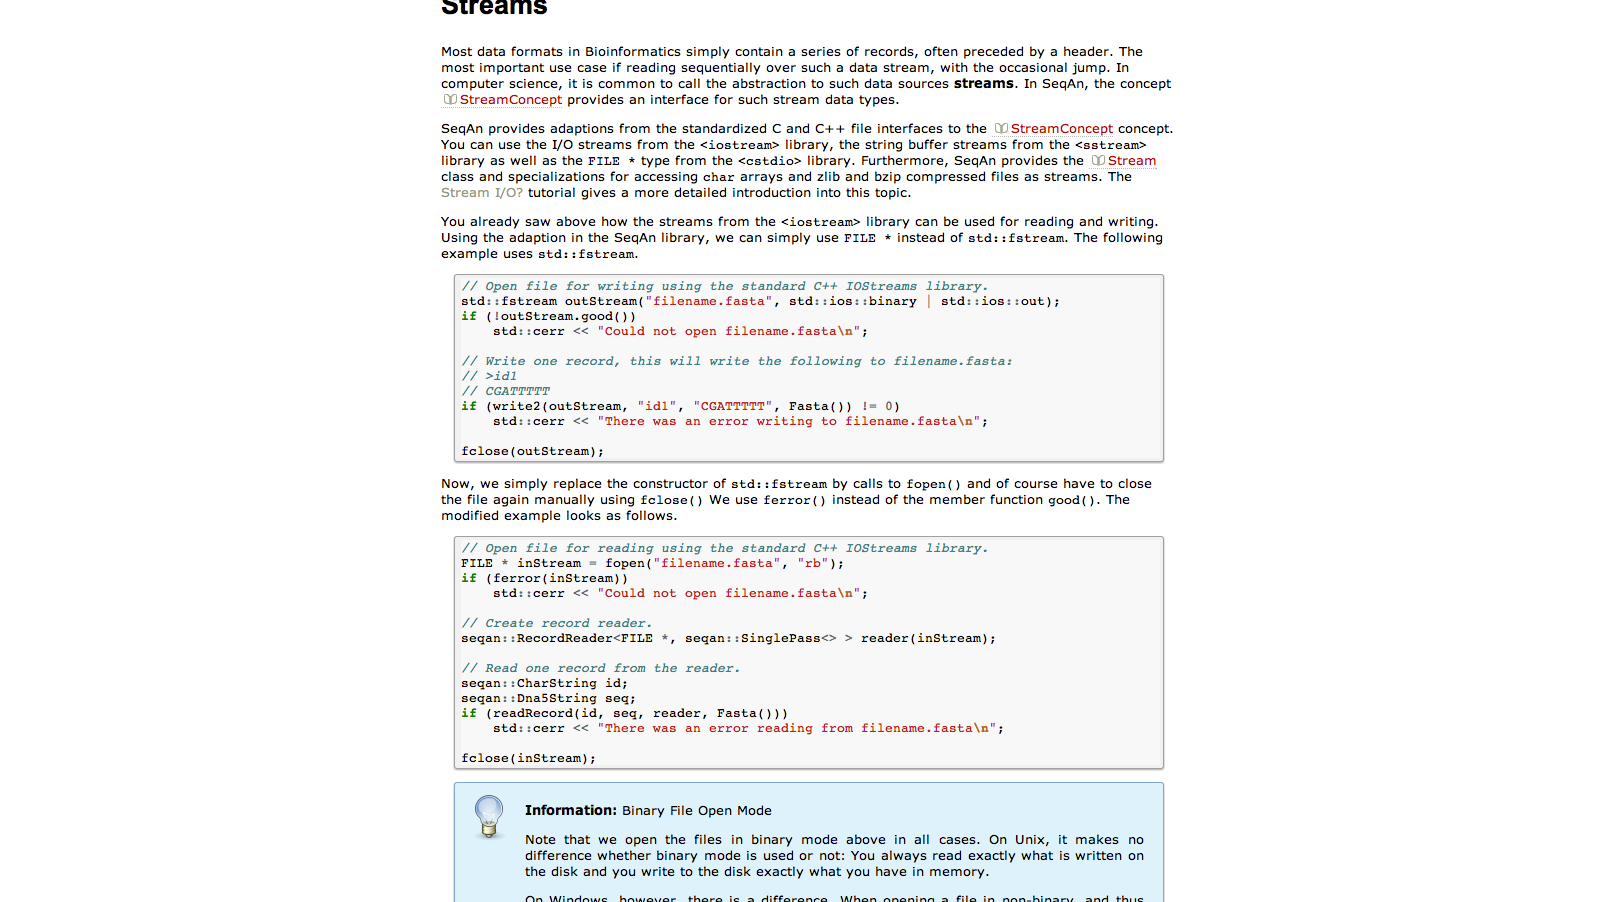 Streams
Most data formats in Bioinformatics simply contain a series of records, often preceded by a header. The
most important use case if reading sequentially over such a data stream, with the occasional jump. In
computer science, it is common to call the abstraction to such data sources streams. In SeqAn, the concept
StreamConcept provides an interface for such stream data types.
SeqAn provides adaptions from the standardized C and C++ file interfaces to the StreamConcept concept.
You can use the I/O streams from the <iostream> library, the string buffer streams from the <sstream>
library as well as the FILE * type from the <cstdio> library. Furthermore, SeqAn provides the Stream
class and specializations for accessing char arrays and zlib and bzip compressed files as streams. The
Stream I/O? tutorial gives a more detailed introduction into this topic.
You already saw above how the streams from the <iostream> library can be used for reading and writing.
Using the adaption in the SeqAn library, we can simply use FILE * instead of std::fstream. The following
example uses std::fstream.
// Open file for writing using the standard C++ IOStreams library.
std::fstream outStream("filename.fasta", std::ios::binary | std::ios::out);
if (!outStream.good())
    std::cerr << "Could not open filename.fasta\n";
// Write one record, this will write the following to filename.fasta:
// >id1
// CGATTTTT
if (write2(outStream, "id1", "CGATTTTT", Fasta()) != 0)
    std::cerr << "There was an error writing to filename.fasta\n";
fclose(outStream);
Now, we simply replace the constructor of std::fstream by calls to fopen() and of course have to close
the file again manually using fclose() We use ferror() instead of the member function good(). The
modified example looks as follows.
// Open file for reading using the standard C++ IOStreams library.
FILE * inStream = fopen("filename.fasta", "rb");
if (ferror(inStream))
    std::cerr << "Could not open filename.fasta\n";
// Create record reader.
seqan::RecordReader<FILE *, seqan::SinglePass<> > reader(inStream);
// Read one record from the reader.
seqan::CharString id;
seqan::Dna5String seq;
if (readRecord(id, seq, reader, Fasta()))
    std::cerr << "There was an error reading from filename.fasta\n";
fclose(inStream);
Information: Binary File Open Mode
Note that we open the files in binary mode above in all cases. On Unix, it makes no
difference whether binary mode is used or not: You always read exactly what is written on
the disk and you write to the disk exactly what you have in memory.
On Windows, however, there is a difference. When opening a file in non-binary, and thus